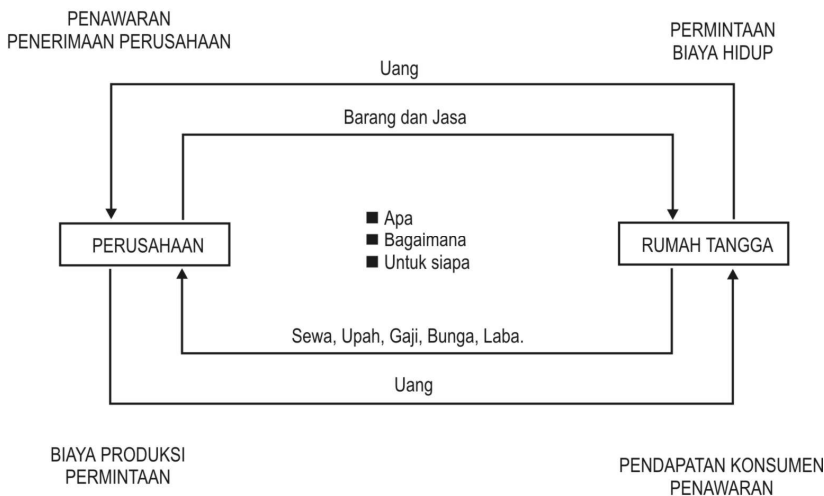 PENAWARAN
PENERIMAAN PERUSAHAAN
PERMINTAAN
BIAYA HIDUP
Uang
Barang dan Jasa
Apa
Bagaimana
Untuk siapa
PERUSAHAAN
RUMAH TANGGA
Sewa, Upah, Gaji, Bunga, Laba.
Uang
BIAYA PRODUKSI
PERMINTAAN
PENDAPATAN KONSUMEN
PENAWARAN